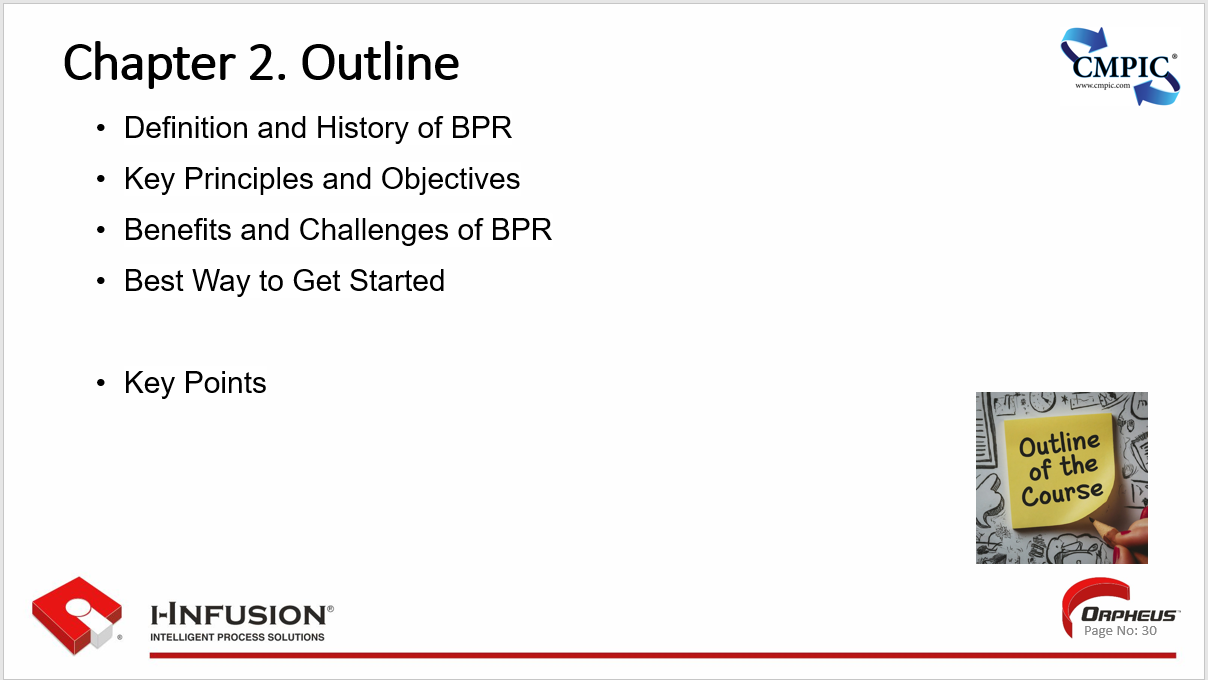 Chapter 2. Outline
CMPIC®
www.cmpic.com
• Definition and History of BPR
• Key Principles and Objectives
• Benefits and Challenges of BPR
• Best Way to Get Started
• Key Points
Outline
of the
Course
I-INFUSION®
INTELLIGENT PROCESS SOLUTIONS
®
ORPHEUS™
Page No: 30